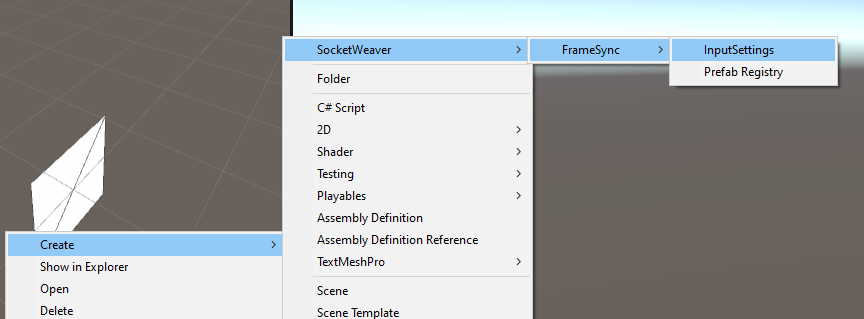 SocketWeaver
FrameSync
InputSettings
Prefab Registry
Folder
C# Script
2D
Shader
Testing
Playables
Assembly Definition
Assembly Definition Reference
TextMeshPro
Scene
Scene Template
Create
Show in Explorer
Open
Delete